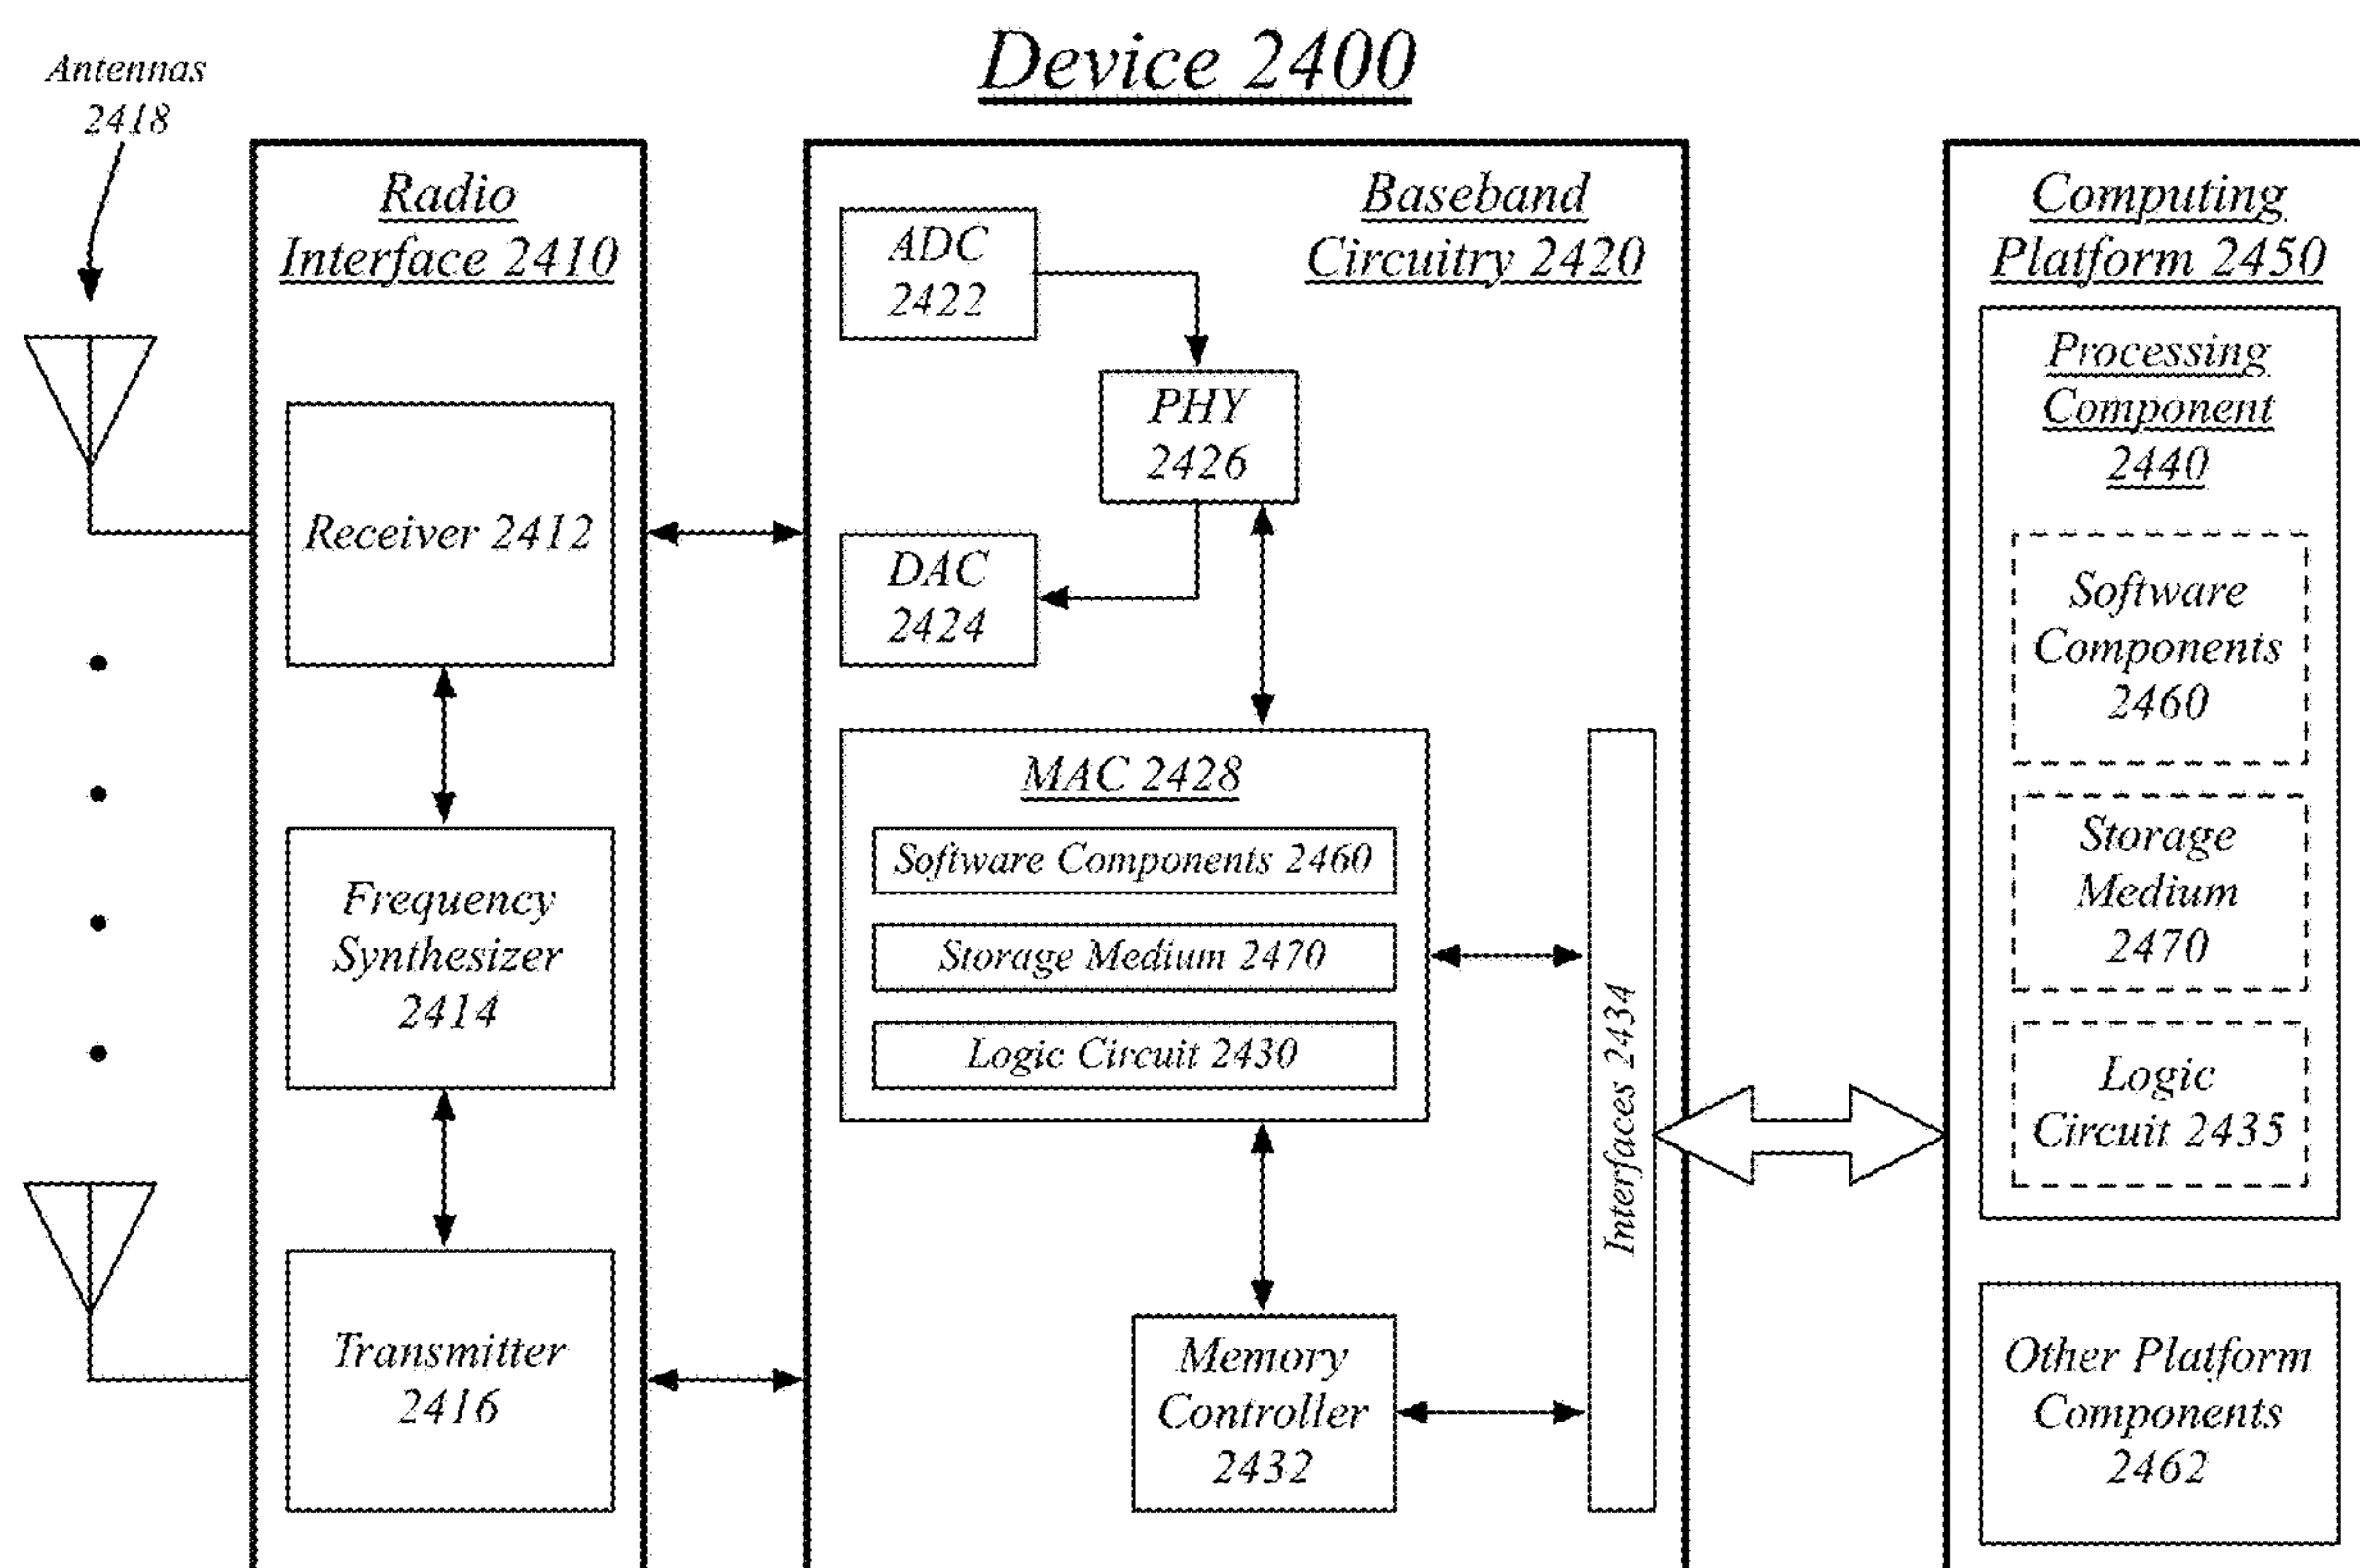 Device 2400
Antennas
2418
Radio
Interface 2410
Receiver 2412
Frequency
Synthesizer
2414
Transmitter
2416
Baseband
Circuitry 2420
ADC
2422
PHY
2426
DAC
2424
MAC 2428
Software Components 2460
Storage Medium 2470
Logic Circuit 2430
Memory
Controller
2432
Interfaces 2434
Computing
Platform 2450
Processing
Component
2440
Software
Components
2460
Storage
Medium
2470
Logic
Circuit 2435
Other Platform
Components
2462